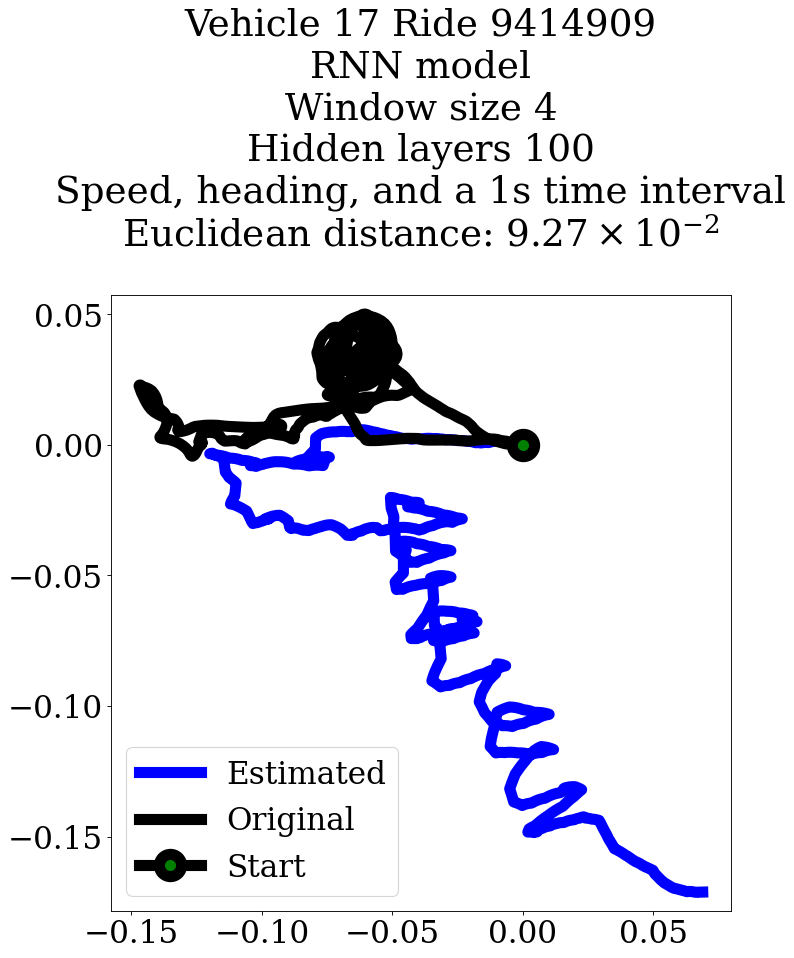 Vehicle 17 Ride 9414909
RNN model
Window size 4
Hidden layers 100
Speed, heading, and a 1s time interval
Euclidean distance: 9.27 × 10⁻²
0.05
0.00
−0.05
−0.10
−0.15
Estimated
Original
Start
−0.15 −0.10 −0.05 0.00 0.05